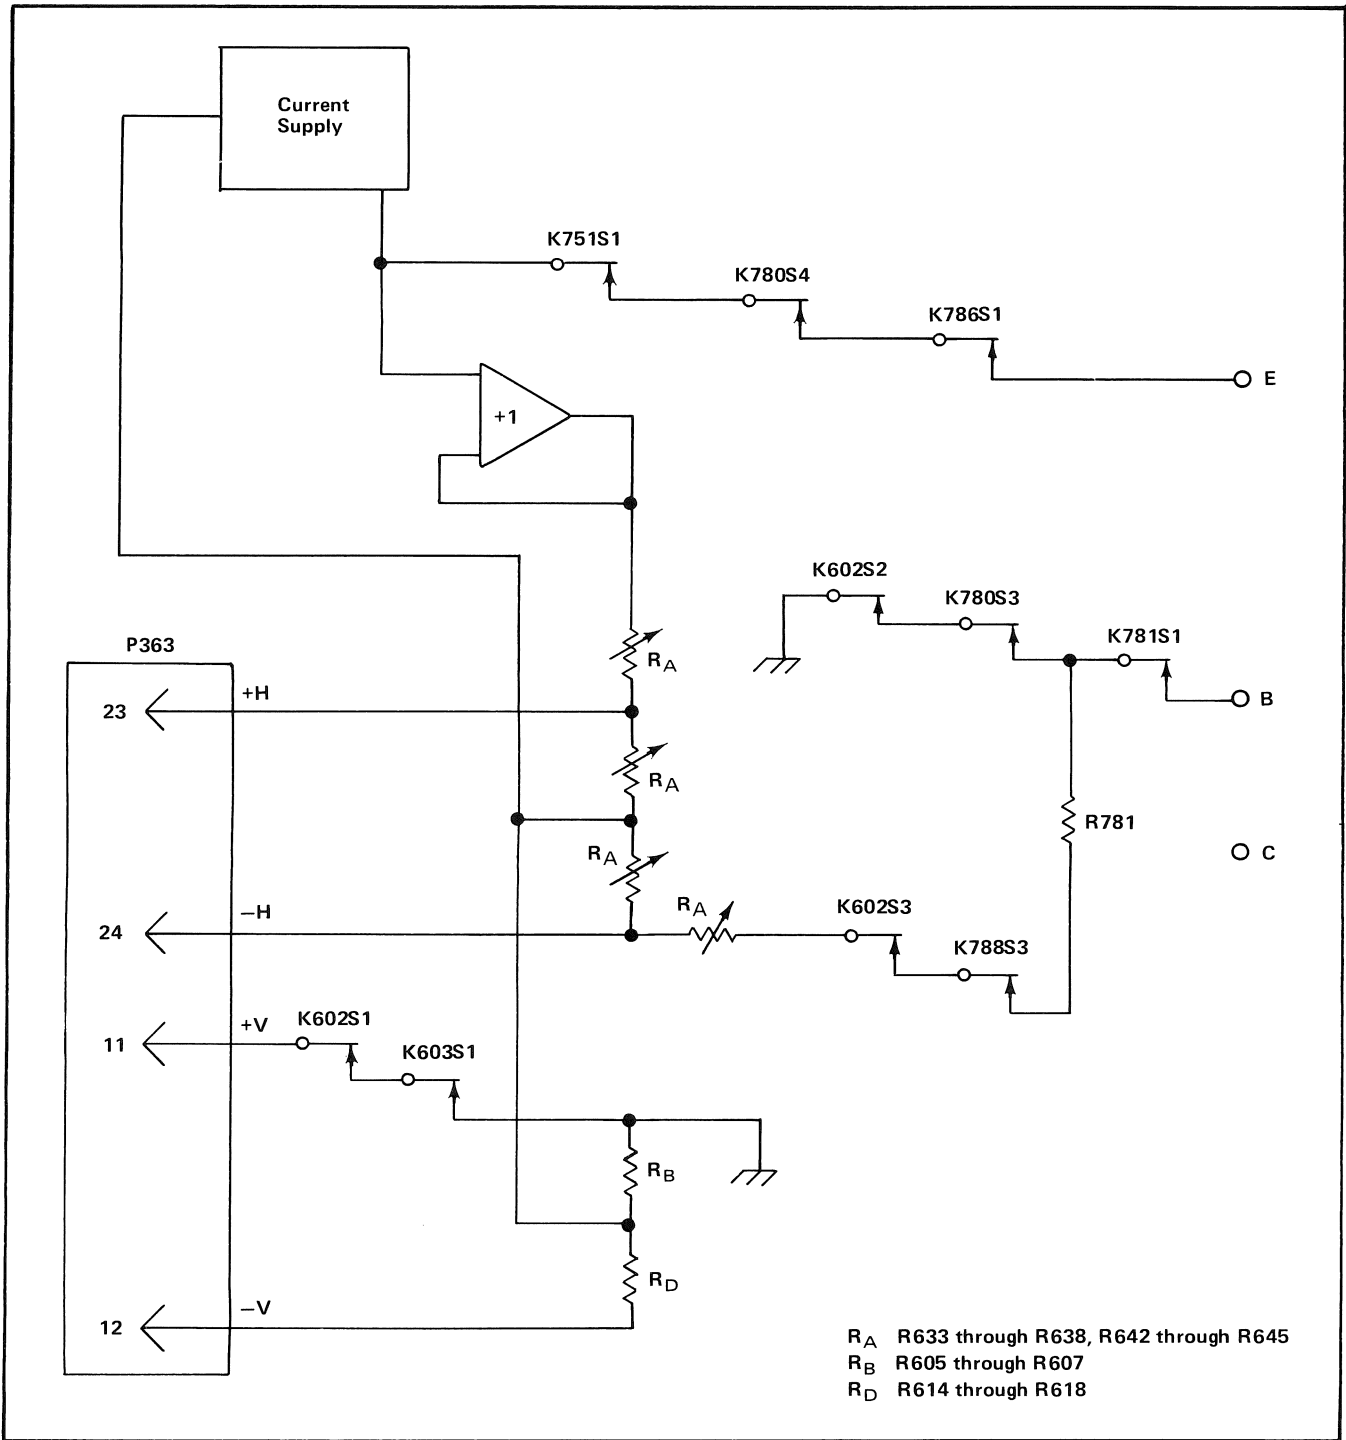 Current
Supply
K751S1
K780S4
K786S1
E
+1
K602S2
K780S3
K781S1
P363
RA
23
+H
B
RA
R781
C
RA
24
−H
RA
K602S3
K788S3
11
+V
K602S1
K603S1
RB
RD
12
−V
RA R633 through R638, R642 through R645
RB R605 through R607
RD R614 through R618